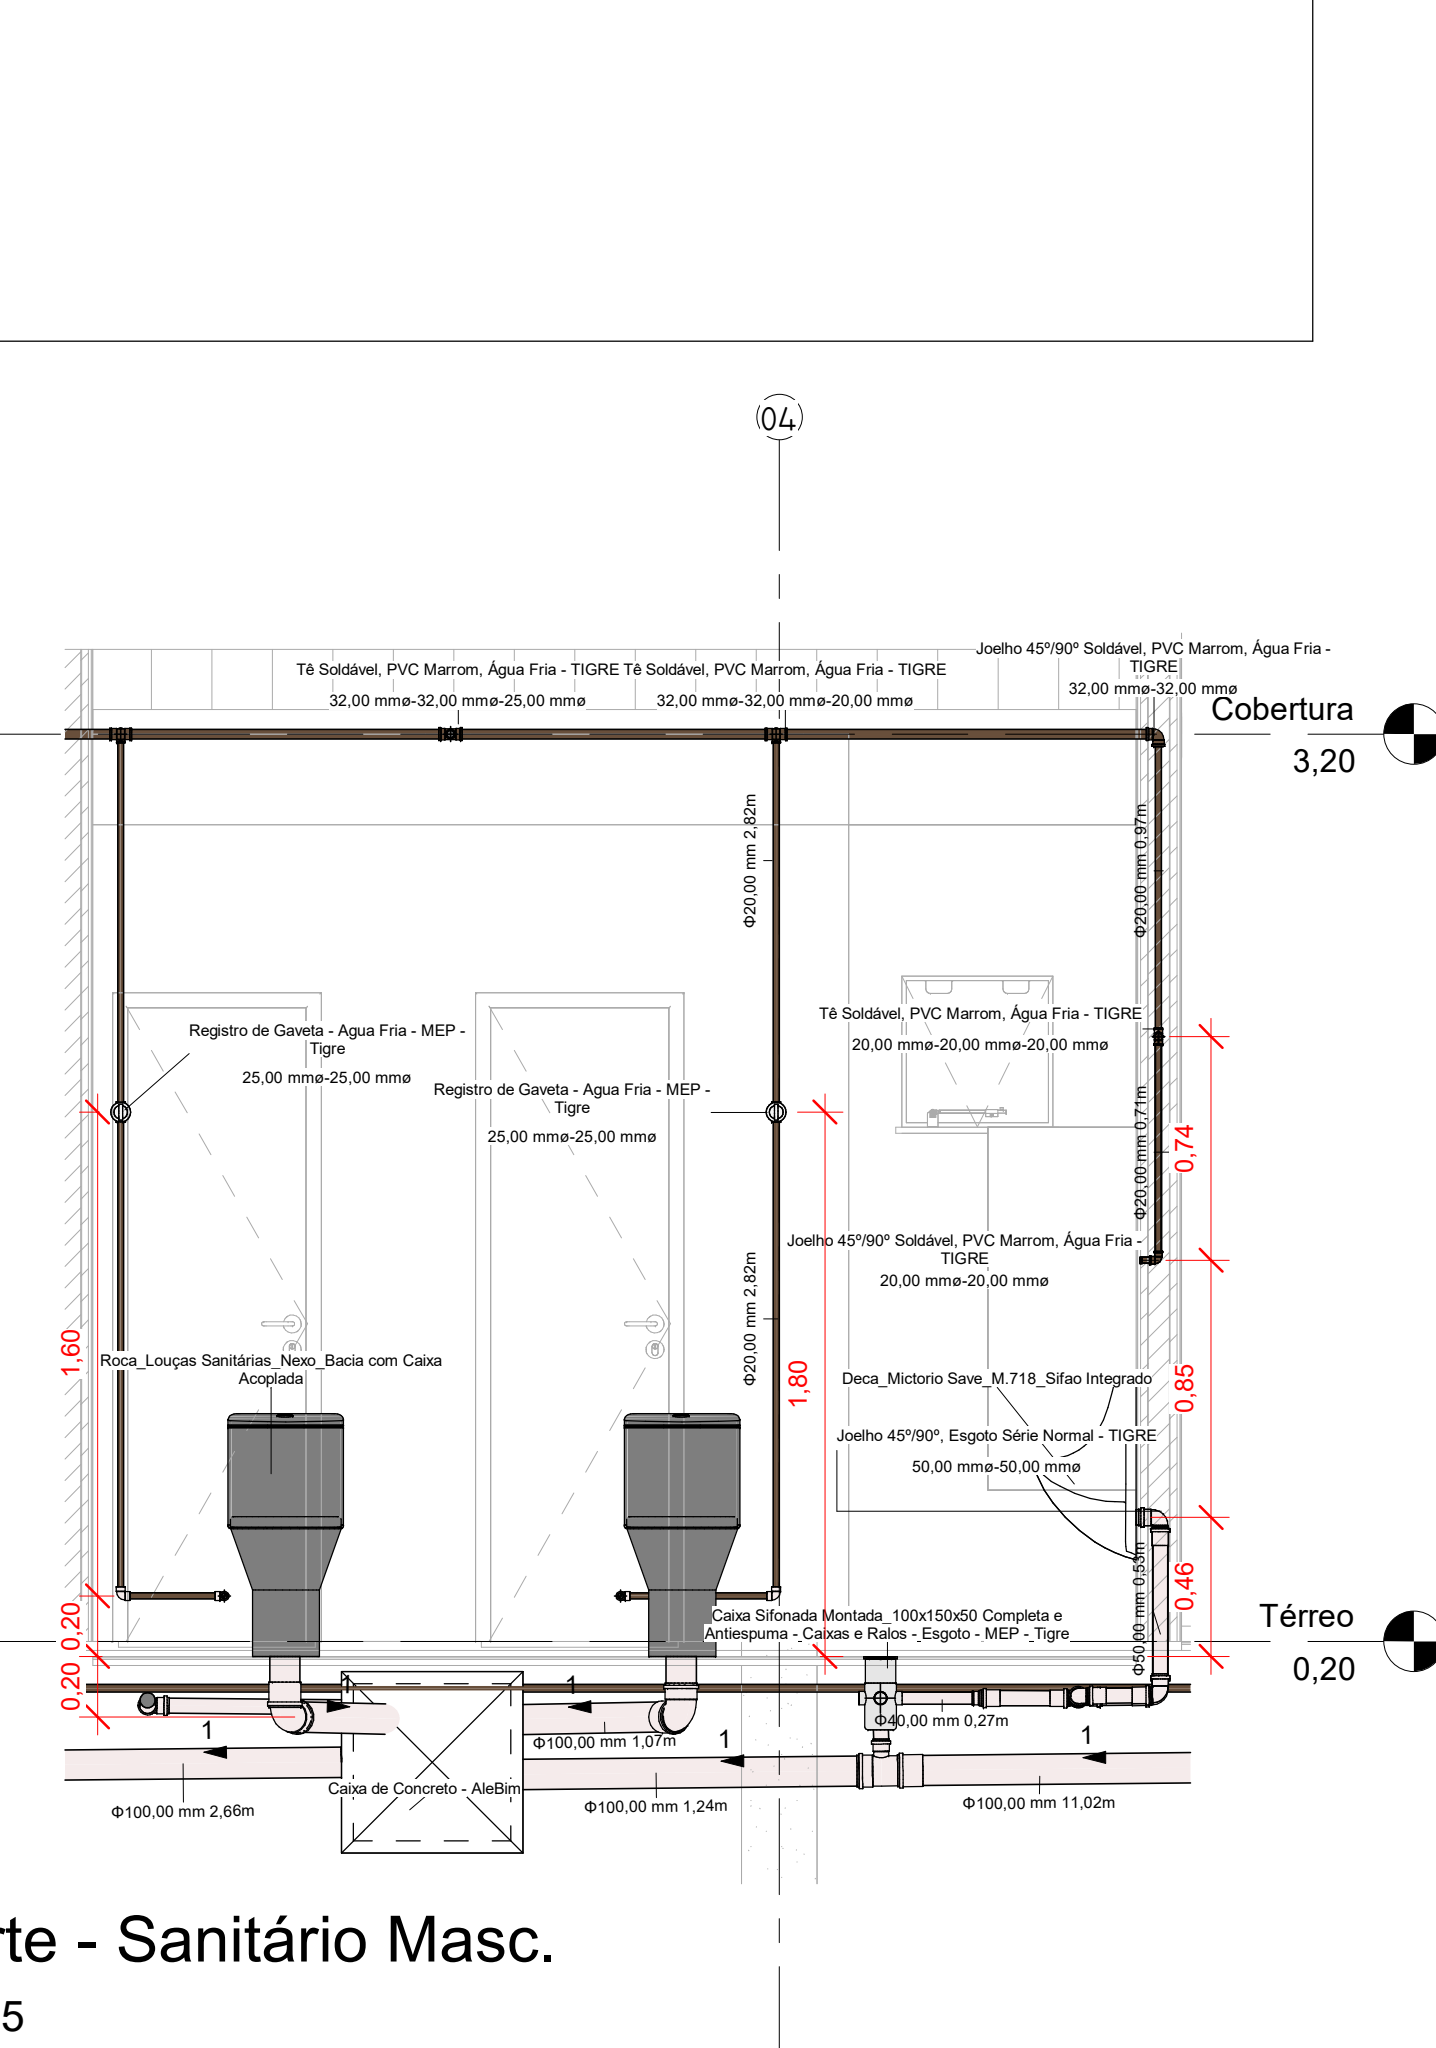 04
Joelho 45º/90º Soldável, PVC Marrom, Água Fria -
TIGRE
32,00 mmø-32,00 mmø
Tê Soldável, PVC Marrom, Água Fria - TIGRE
32,00 mmø-32,00 mmø-25,00 mmø
Tê Soldável, PVC Marrom, Água Fria - TIGRE
32,00 mmø-32,00 mmø-20,00 mmø
Cobertura
3,20
Φ20,00 mm 2,82m
Φ20,00 mm 0,97m
Registro de Gaveta - Agua Fria - MEP -
Tigre
25,00 mmø-25,00 mmø
Registro de Gaveta - Agua Fria - MEP -
Tigre
25,00 mmø-25,00 mmø
Tê Soldável, PVC Marrom, Água Fria - TIGRE
20,00 mmø-20,00 mmø-20,00 mmø
Φ20,00 mm 0,71m
0,74
Joelho 45º/90º Soldável, PVC Marrom, Água Fria -
TIGRE
20,00 mmø-20,00 mmø
Φ20,00 mm 2,82m
1,60
1,80
0,85
Roca_Louças Sanitárias_Nexo_Bacia com Caixa
Acoplada
Deca_Mictorio Save_M.718_Sifao Integrado
Joelho 45º/90º, Esgoto Série Normal - TIGRE
50,00 mmø-50,00 mmø
Φ50,00 mm 0,53m
0,46
0,20
0,20
Caixa Sifonada Montada_100x150x50 Completa e
Antiespuma - Caixas e Ralos - Esgoto - MEP - Tigre
Térreo
0,20
1
1
1
1
1
Φ40,00 mm 0,27m
Φ100,00 mm 1,07m
Caixa de Concreto - AleBim
Φ100,00 mm 2,66m
Φ100,00 mm 1,24m
Φ100,00 mm 11,02m
rte - Sanitário Masc.
5